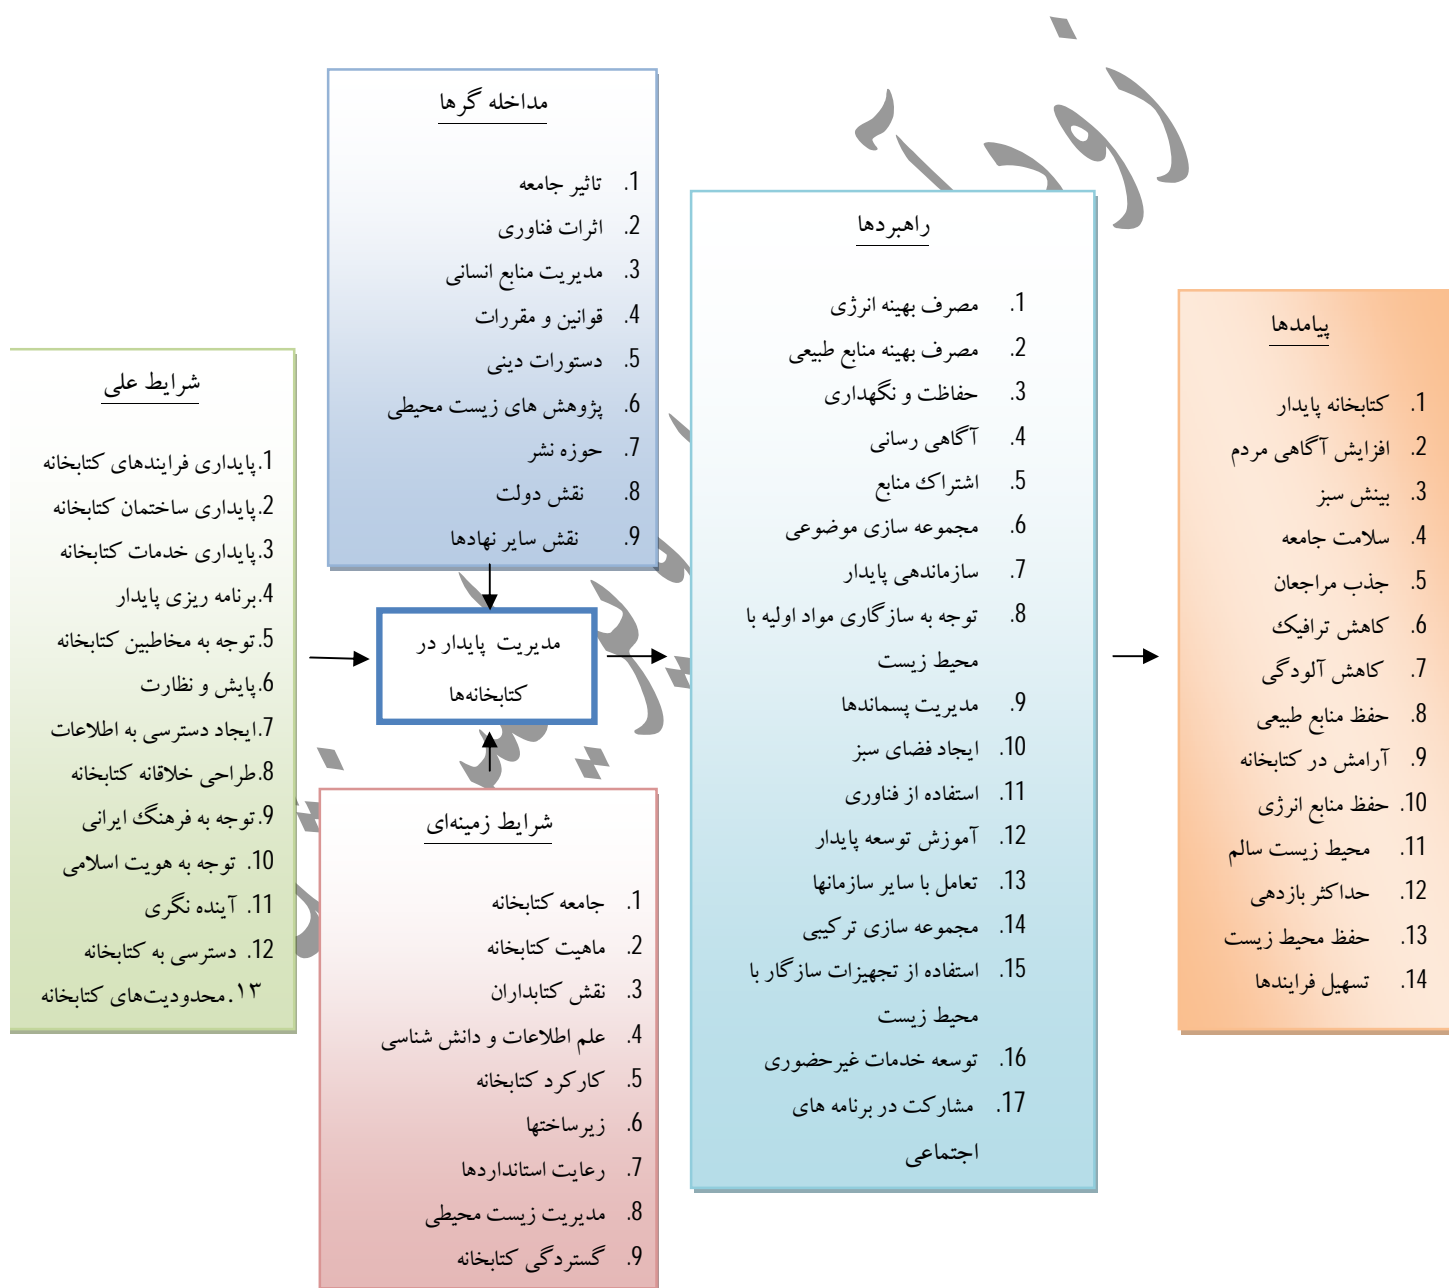 مداخله گرها
1. تاثیر جامعه
2. اثرات فناوری
3. مدیریت منابع انسانی
4. قوانین و مقررات
5. دستورات دینی
6. پژوهش های زیست محیطی
7. حوزه نشر
8. نقش دولت
9. نقش سایر نهادها
شرایط علی
1.پایداری فرایندهای کتابخانه
2.پایداری ساختمان کتابخانه
3.پایداری خدمات کتابخانه
4.برنامه ریزی پایدار
5.توجه به مخاطبین کتابخانه
6.پایش و نظارت
7.ایجاد دسترسی به اطلاعات
8.طراحی خلاقانه کتابخانه
9.توجه به فرهنگ ایرانی
10. توجه به هویت اسلامی
11. آینده نگری
12. دسترسی به کتابخانه
۱۳.محدودیت‌های کتابخانه
مدیریت پایدار در
کتابخانه‌ها
شرایط زمینه‌ای
1. جامعه کتابخانه
2. ماهیت کتابخانه
3. نقش کتابداران
4. علم اطلاعات و دانش شناسی
5. کارکرد کتابخانه
6. زیرساختها
7. رعایت استانداردها
8. مدیریت زیست محیطی
9. گستردگی کتابخانه
راهبردها
1. مصرف بهینه انرژی
2. مصرف بهینه منابع طبیعی
3. حفاظت و نگهداری
4. آگاهی رسانی
5. اشتراک منابع
6. مجموعه سازی موضوعی
7. سازماندهی پایدار
8. توجه به سازگاری مواد اولیه با
محیط زیست
9. مدیریت پسماندها
10. ایجاد فضای سبز
11. استفاده از فناوری
12. آموزش توسعه پایدار
13. تعامل با سایر سازمانها
14. مجموعه سازی ترکیبی
15. استفاده از تجهیزات سازگار با
محیط زیست
16. توسعه خدمات غیرحضوری
17. مشارکت در برنامه های
اجتماعی
پیامدها
1. کتابخانه پایدار
2. افزایش آگاهی مردم
3. بینش سبز
4. سلامت جامعه
5. جذب مراجعان
6. کاهش ترافیک
7. کاهش آلودگی
8. حفظ منابع طبیعی
9. آرامش در کتابخانه
10. حفظ منابع انرژی
11. محیط زیست سالم
12. حداکثر بازدهی
13. حفظ محیط زیست
14. تسهیل فرایندها